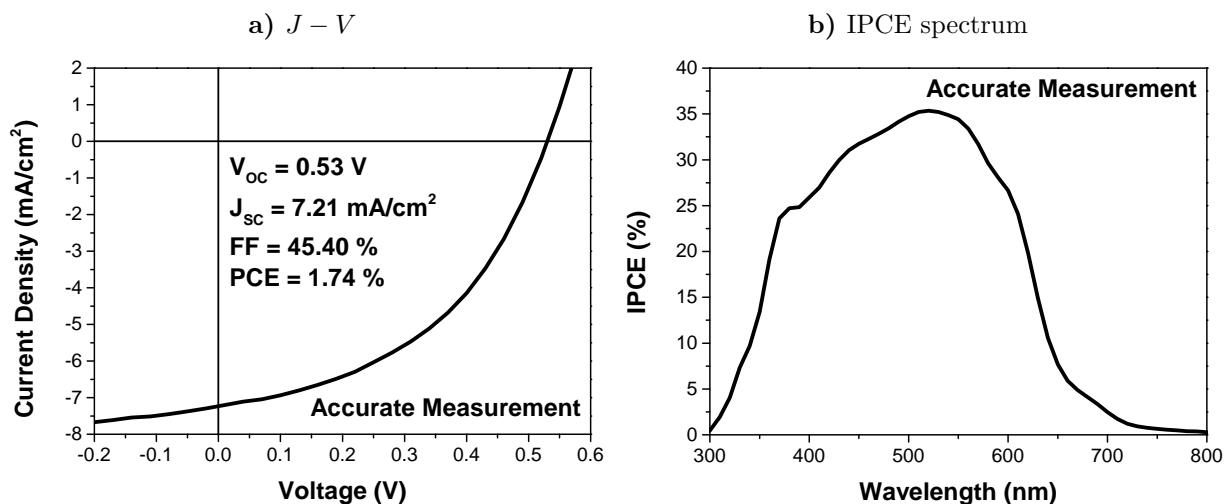 a) J − V
2
1
0
-1
-2
-3
-4
-5
-6
-7
-8
Current Density (mA/cm²)
V_OC = 0.53 V
J_SC = 7.21 mA/cm²
FF = 45.40 %
PCE = 1.74 %
Accurate Measurement
-0.2 -0.1 0.0 0.1 0.2 0.3 0.4 0.5 0.6
Voltage (V)
b) IPCE spectrum
40
35
30
25
20
15
10
5
0
IPCE (%)
Accurate Measurement
300 400 500 600 700 800
Wavelength (nm)